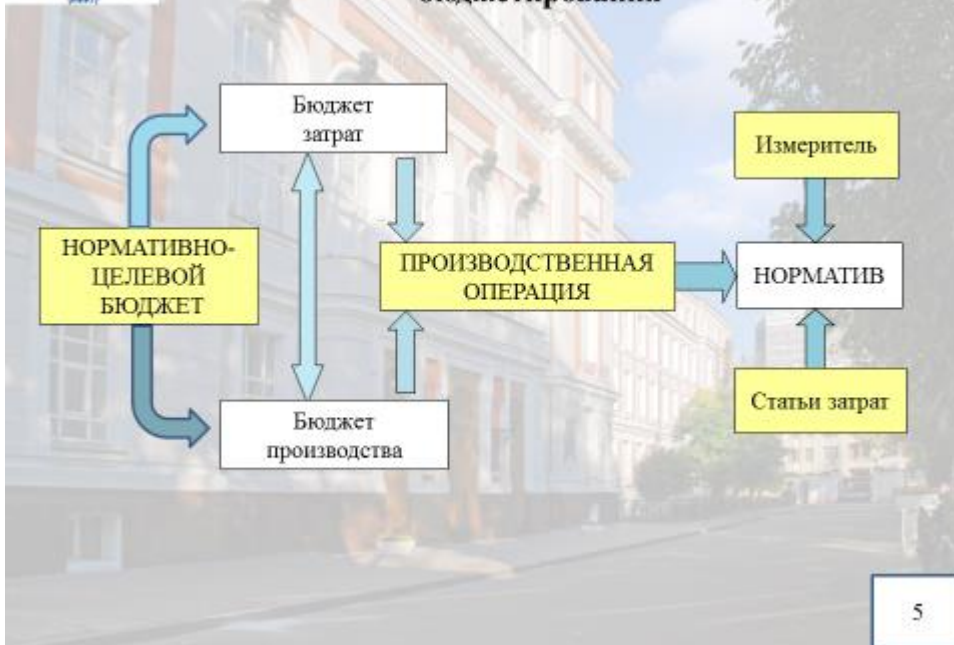 Бюджет
затрат
Измеритель
НОРМАТИВНО-
ЦЕЛЕВОЙ
БЮДЖЕТ
ПРОИЗВОДСТВЕННАЯ
ОПЕРАЦИЯ
НОРМАТИВ
Статьи затрат
Бюджет
производства
5